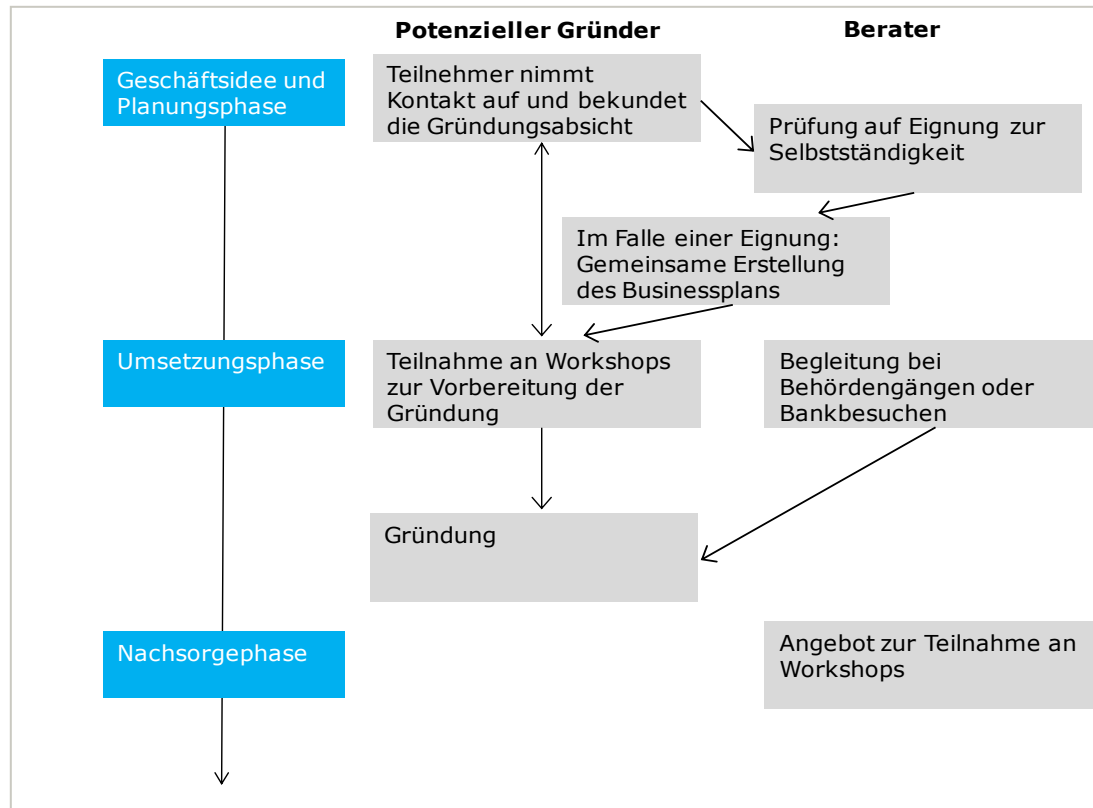 Potenzieller Gründer
Berater
Geschäftsidee und
Planungsphase
Teilnehmer nimmt
Kontakt auf und bekundet
die Gründungsabsicht
Prüfung auf Eignung zur
Selbstständigkeit
Im Falle einer Eignung:
Gemeinsame Erstellung
des Businessplans
Umsetzungsphase
Teilnahme an Workshops
zur Vorbereitung der
Gründung
Begleitung bei
Behördengängen oder
Bankbesuchen
Gründung
Nachsorgephase
Angebot zur Teilnahme an
Workshops